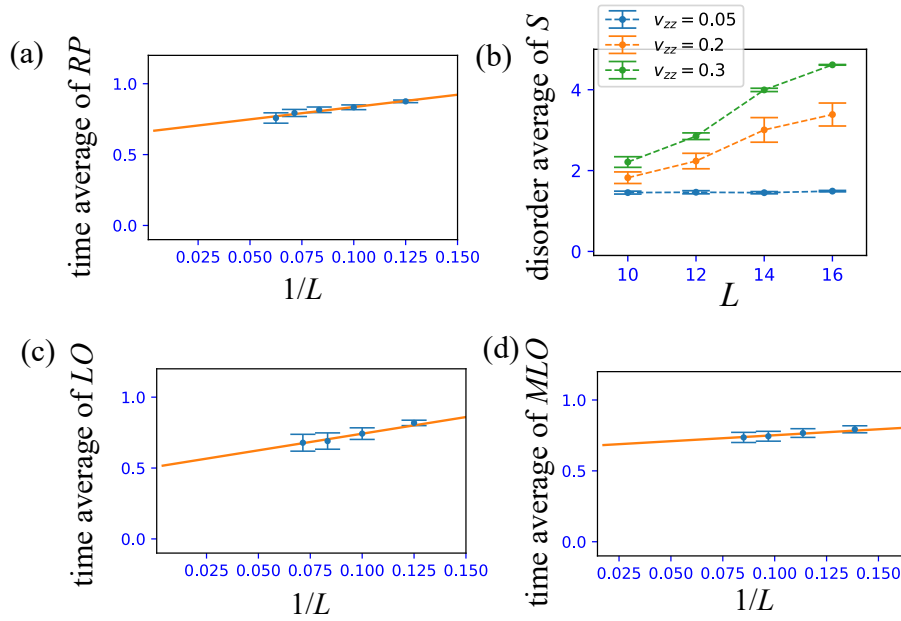 (a)
time average of RP
1.0
0.5
0.0
0.025 0.050 0.075 0.100 0.125 0.150
1/L
(b)
disorder average of S
v_zz = 0.05
v_zz = 0.2
v_zz = 0.3
4
2
0
10 12 14 16
L
(c)
time average of LO
1.0
0.5
0.0
0.025 0.050 0.075 0.100 0.125 0.150
1/L
(d)
time average of MLO
1.0
0.5
0.0
0.025 0.050 0.075 0.100 0.125 0.150
1/L